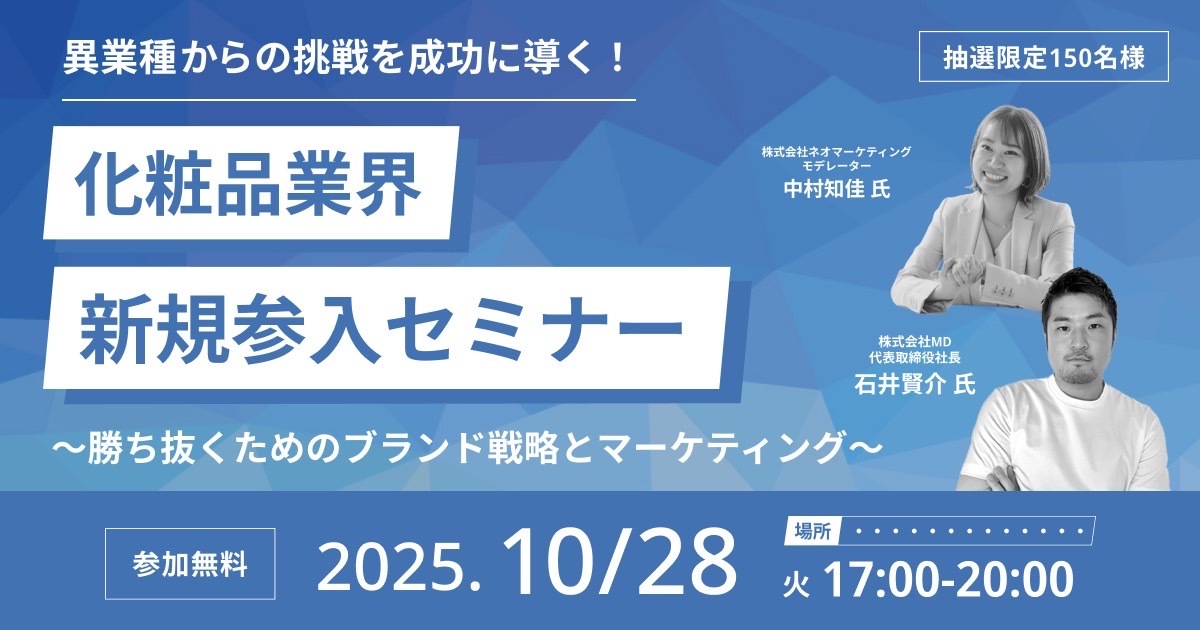 異業種からの挑戦を成功に導く！
抽選限定150名様
化粧品業界
新規参入セミナー
～勝ち抜くためのブランド戦略とマーケティング～
株式会社ネオマーケティング
モデレーター
中村知佳 氏
株式会社MD
代表取締役社長
石井賢介 氏
参加無料
2025. 10/28
場所
火 17:00-20:00